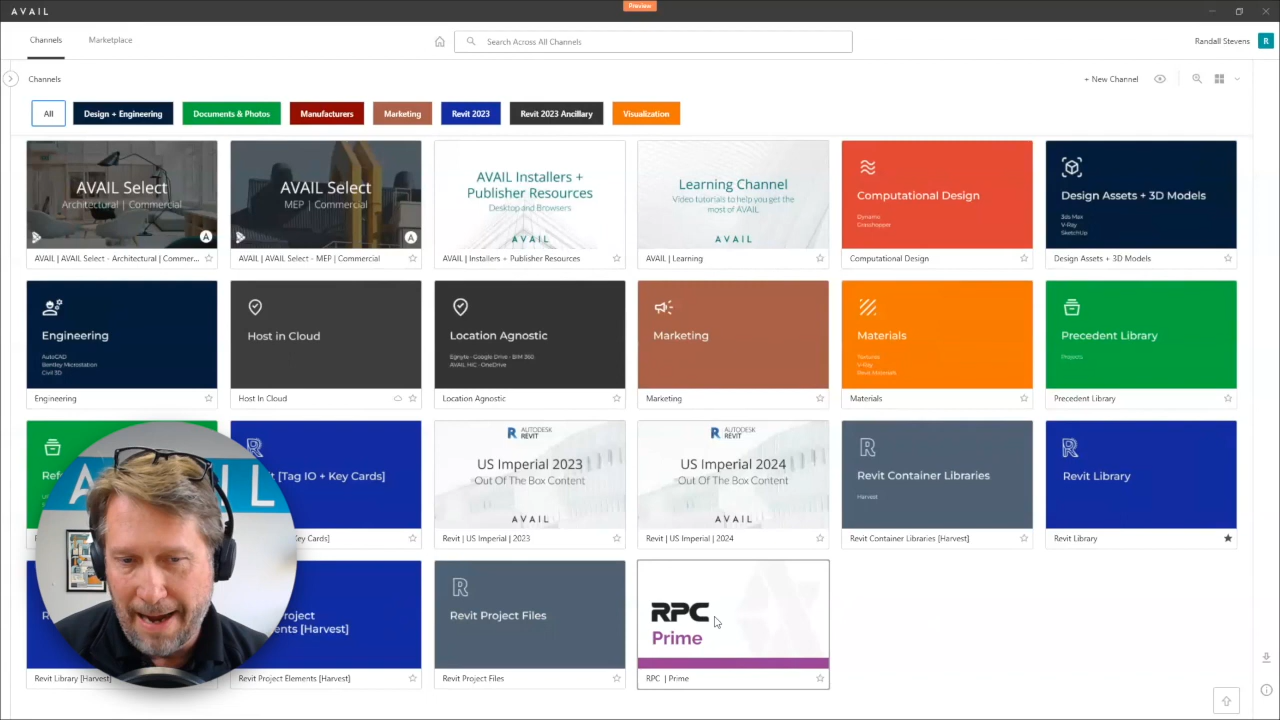 AVAIL
Preview
Channels
Marketplace
Search Across All Channels
Randall Stevens
R
Channels
+ New Channel
All
Design + Engineering
Documents & Photos
Manufacturers
Marketing
Revit 2023
Revit 2023 Ancillary
Visualization
AVAIL Select
Architectural | Commercial
A
AVAIL | AVAIL Select - Architectural | Commer...
AVAIL Select
MEP | Commercial
A
AVAIL | AVAIL Select - MEP | Commercial
AVAIL Installers +
Publisher Resources
Desktop and Browsers
AVAIL
AVAIL | Installers + Publisher Resources
Learning Channel
Video tutorials to help you get the
most of AVAIL
AVAIL
AVAIL | Learning
Computational Design
Dynamo
Grasshopper
Computational Design
Design Assets + 3D Models
3ds Max
V-Ray
SketchUp
Design Assets + 3D Models
Engineering
AutoCAD
Bentley Microstation
Civil 3D
Engineering
Host in Cloud
Host In Cloud
Location Agnostic
Egnyte · Google Drive · BIM 360
AVAIL HIC · OneDrive
Location Agnostic
Marketing
Marketing
Materials
Textures
V-Ray
Revit Materials
Materials
Precedent Library
Projects
Precedent Library
Ref
R
[Tag IO + Key Cards]
Key Cards]
R AUTODESK
REVIT
US Imperial 2023
Out Of The Box Content
AVAIL
Revit | US Imperial | 2023
R AUTODESK
REVIT
US Imperial 2024
Out Of The Box Content
AVAIL
Revit | US Imperial | 2024
R
Revit Container Libraries
Harvest
Revit Container Libraries [Harvest]
R
Revit Library
Revit Library
AVAIL
Revit Library [Harvest]
roject
ents [Harvest]
Revit Project Elements [Harvest]
R
Revit Project Files
Revit Project Files
RPC
Prime
RPC | Prime